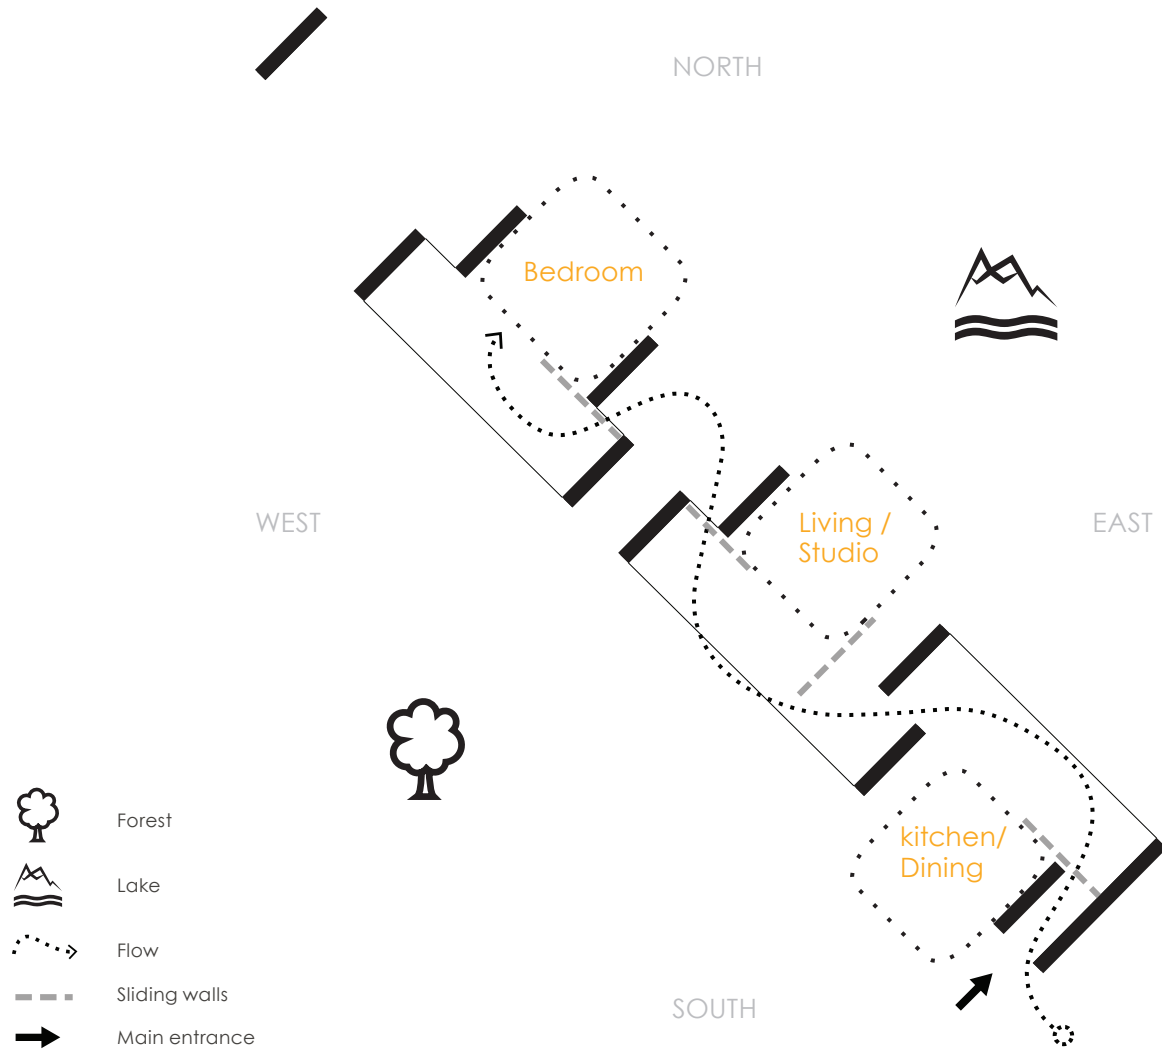 NORTH
Bedroom
WEST
Living /
Studio
EAST
kitchen/
Dining
Forest
Lake
Flow
Sliding walls
SOUTH
Main entrance